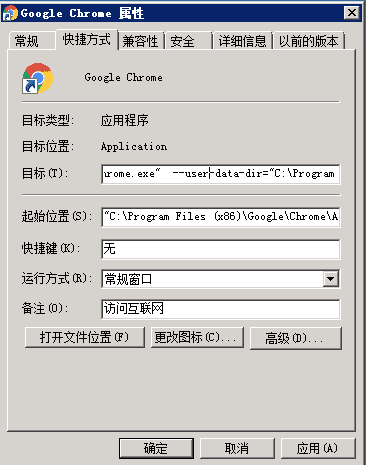 Google Chrome 属性
常规 快捷方式 兼容性 安全 详细信息 以前的版本
Google Chrome
目标类型: 应用程序
目标位置: Application
目标(T): rome.exe" --user-data-dir="C:\Program
起始位置(S): "C:\Program Files (x86)\Google\Chrome\A
快捷键(K): 无
运行方式(R): 常规窗口
备注(O): 访问互联网
打开文件位置(F) 更改图标(C)... 高级(D)...
确定 取消 应用(A)